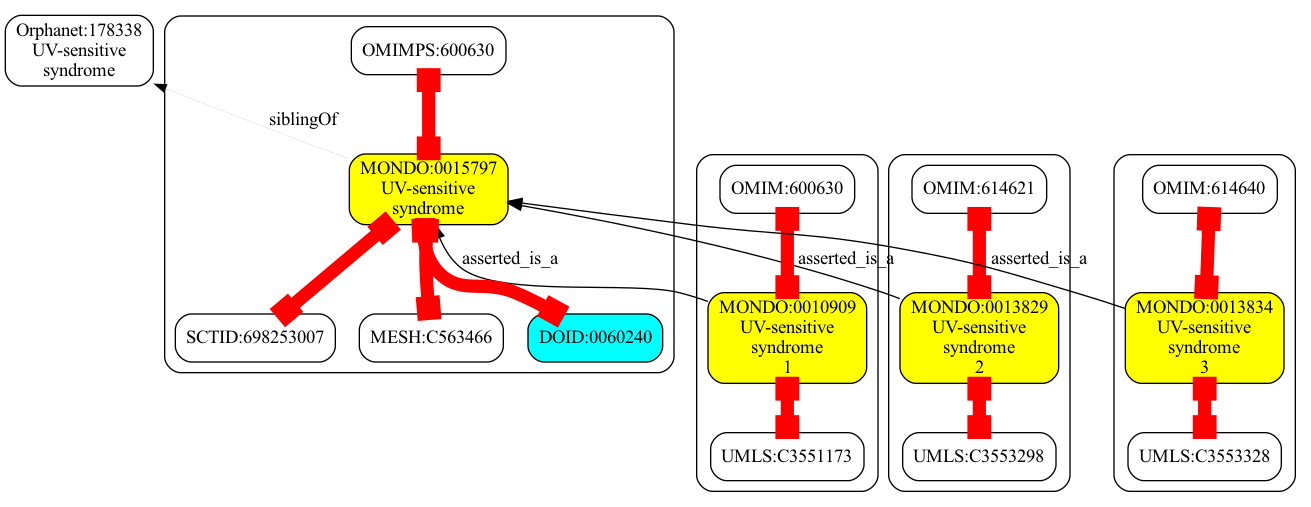 Orphanet:178338
UV-sensitive
syndrome
OMIMPS:600630
siblingOf
MONDO:0015797
UV-sensitive
syndrome
SCTID:698253007
MESH:C563466
DOID:0060240
asserted_is_a
asserted_is_a
asserted_is_a
OMIM:600630
MONDO:0010909
UV-sensitive
syndrome
1
UMLS:C3551173
OMIM:614621
MONDO:0013829
UV-sensitive
syndrome
2
UMLS:C3553298
OMIM:614640
MONDO:0013834
UV-sensitive
syndrome
3
UMLS:C3553328